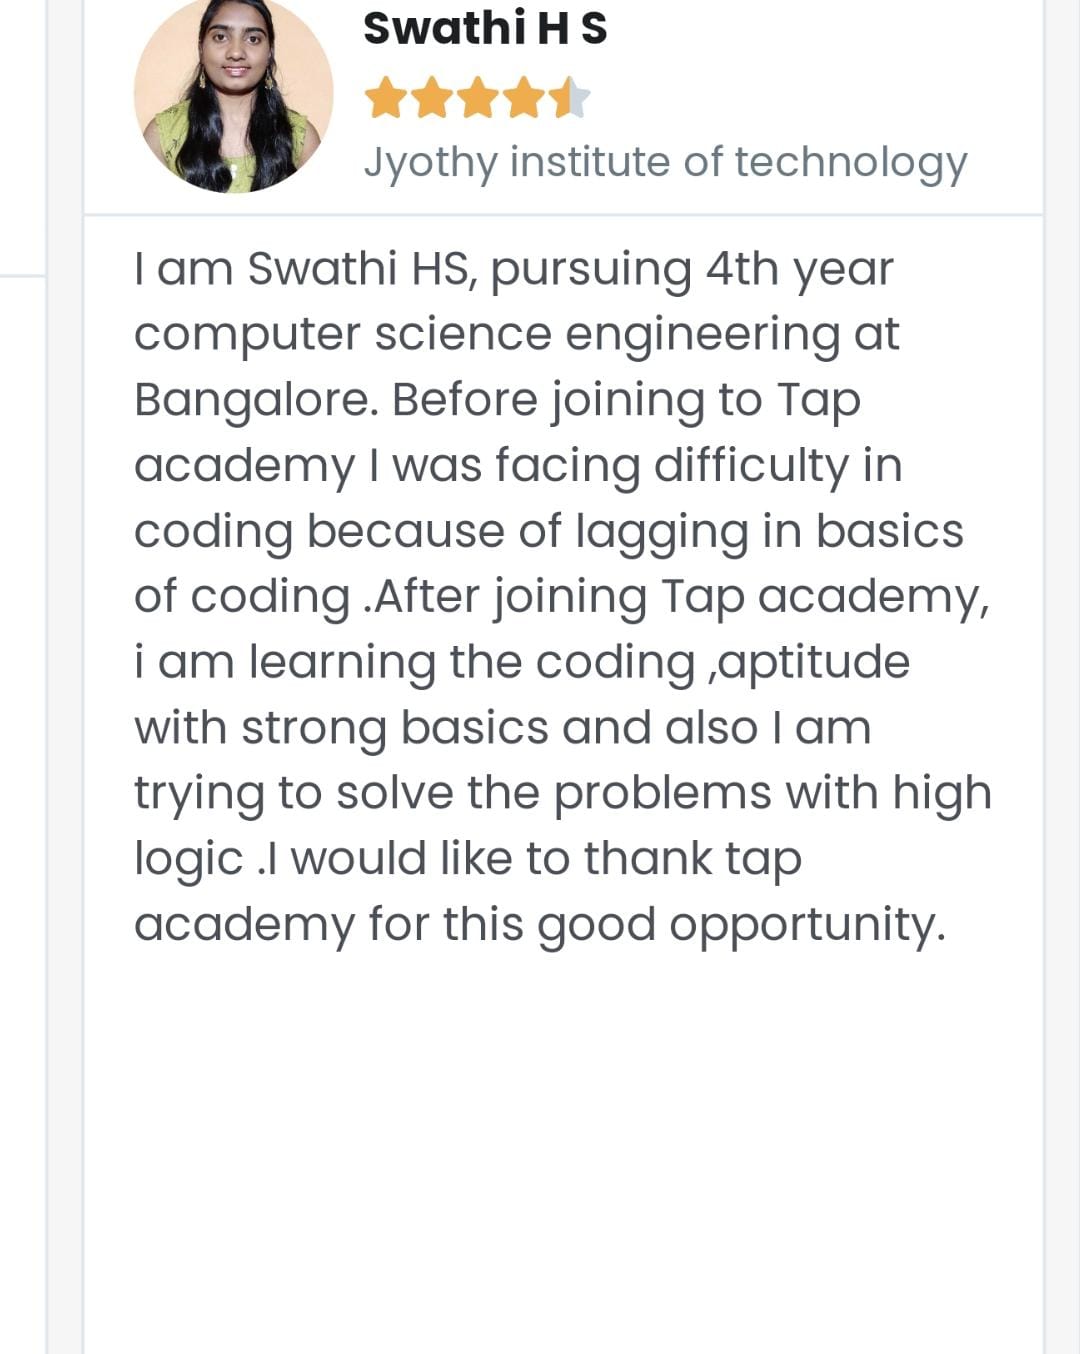 Swathi H S
Jyothy institute of technology
I am Swathi HS, pursuing 4th year
computer science engineering at
Bangalore. Before joining to Tap
academy I was facing difficulty in
coding because of lagging in basics
of coding .After joining Tap academy,
i am learning the coding ,aptitude
with strong basics and also I am
trying to solve the problems with high
logic .I would like to thank tap
academy for this good opportunity.